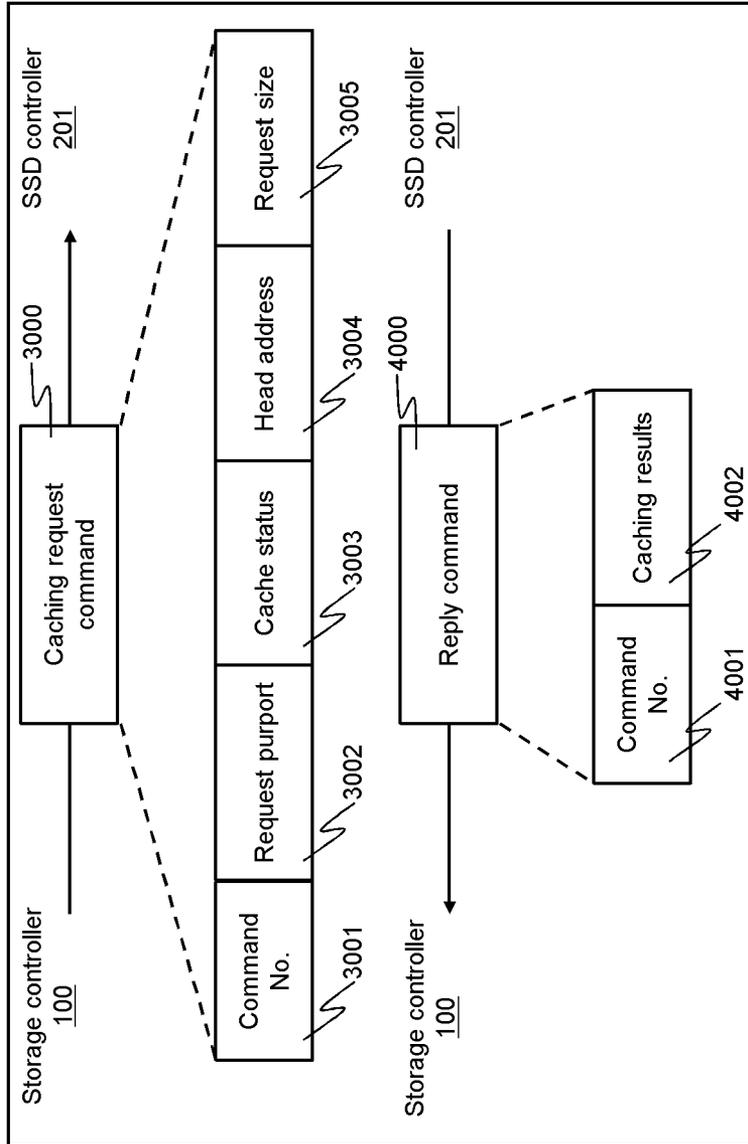 Storage controller
100
Caching request
command
3000
SSD controller
201
Command
No.
3001
Request purport
3002
Cache status
3003
Head address
3004
Request size
3005
Storage controller
100
Reply command
4000
SSD controller
201
Command
No.
4001
Caching results
4002